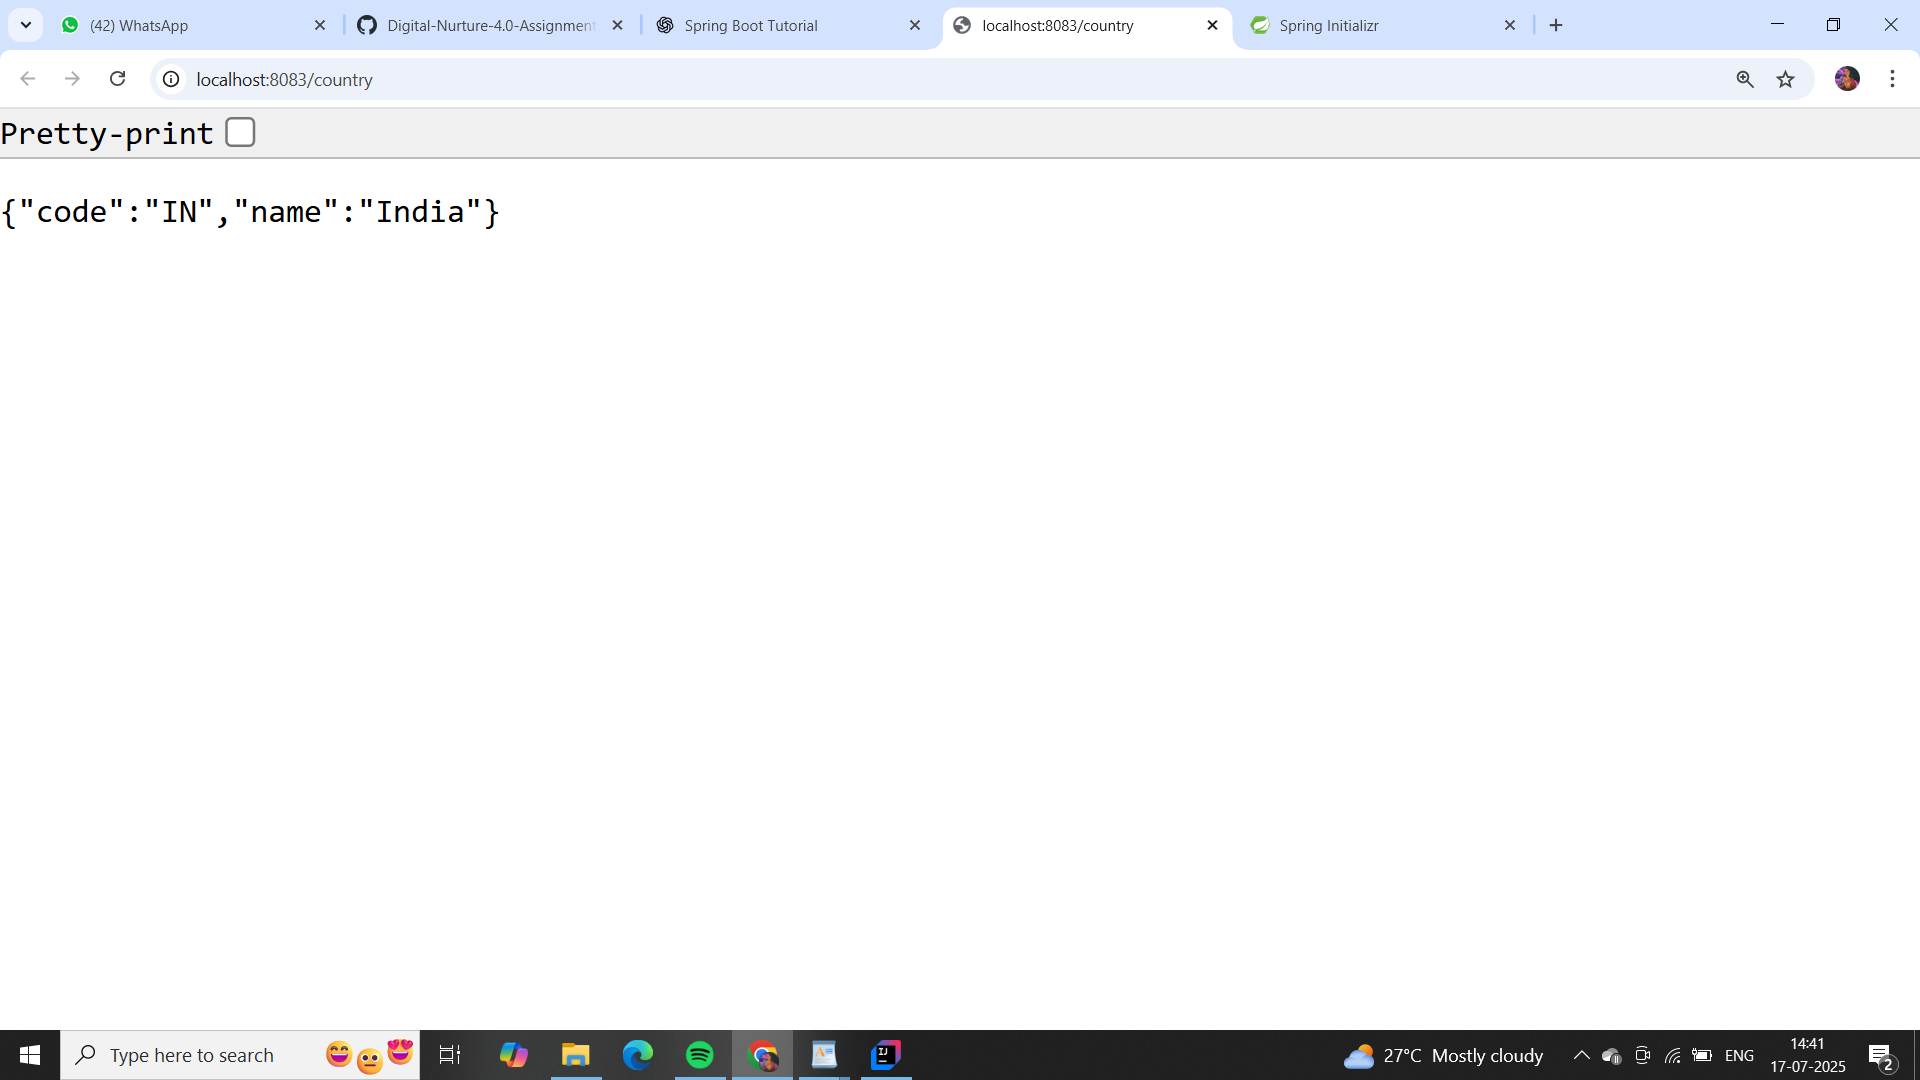 (42) WhatsApp
Digital-Nurture-4.0-Assignment
Spring Boot Tutorial
localhost:8083/country
Spring Initializr
localhost:8083/country
Pretty-print
{"code":"IN","name":"India"}
Type here to search
27°C Mostly cloudy
ENG
14:41
17-07-2025
2